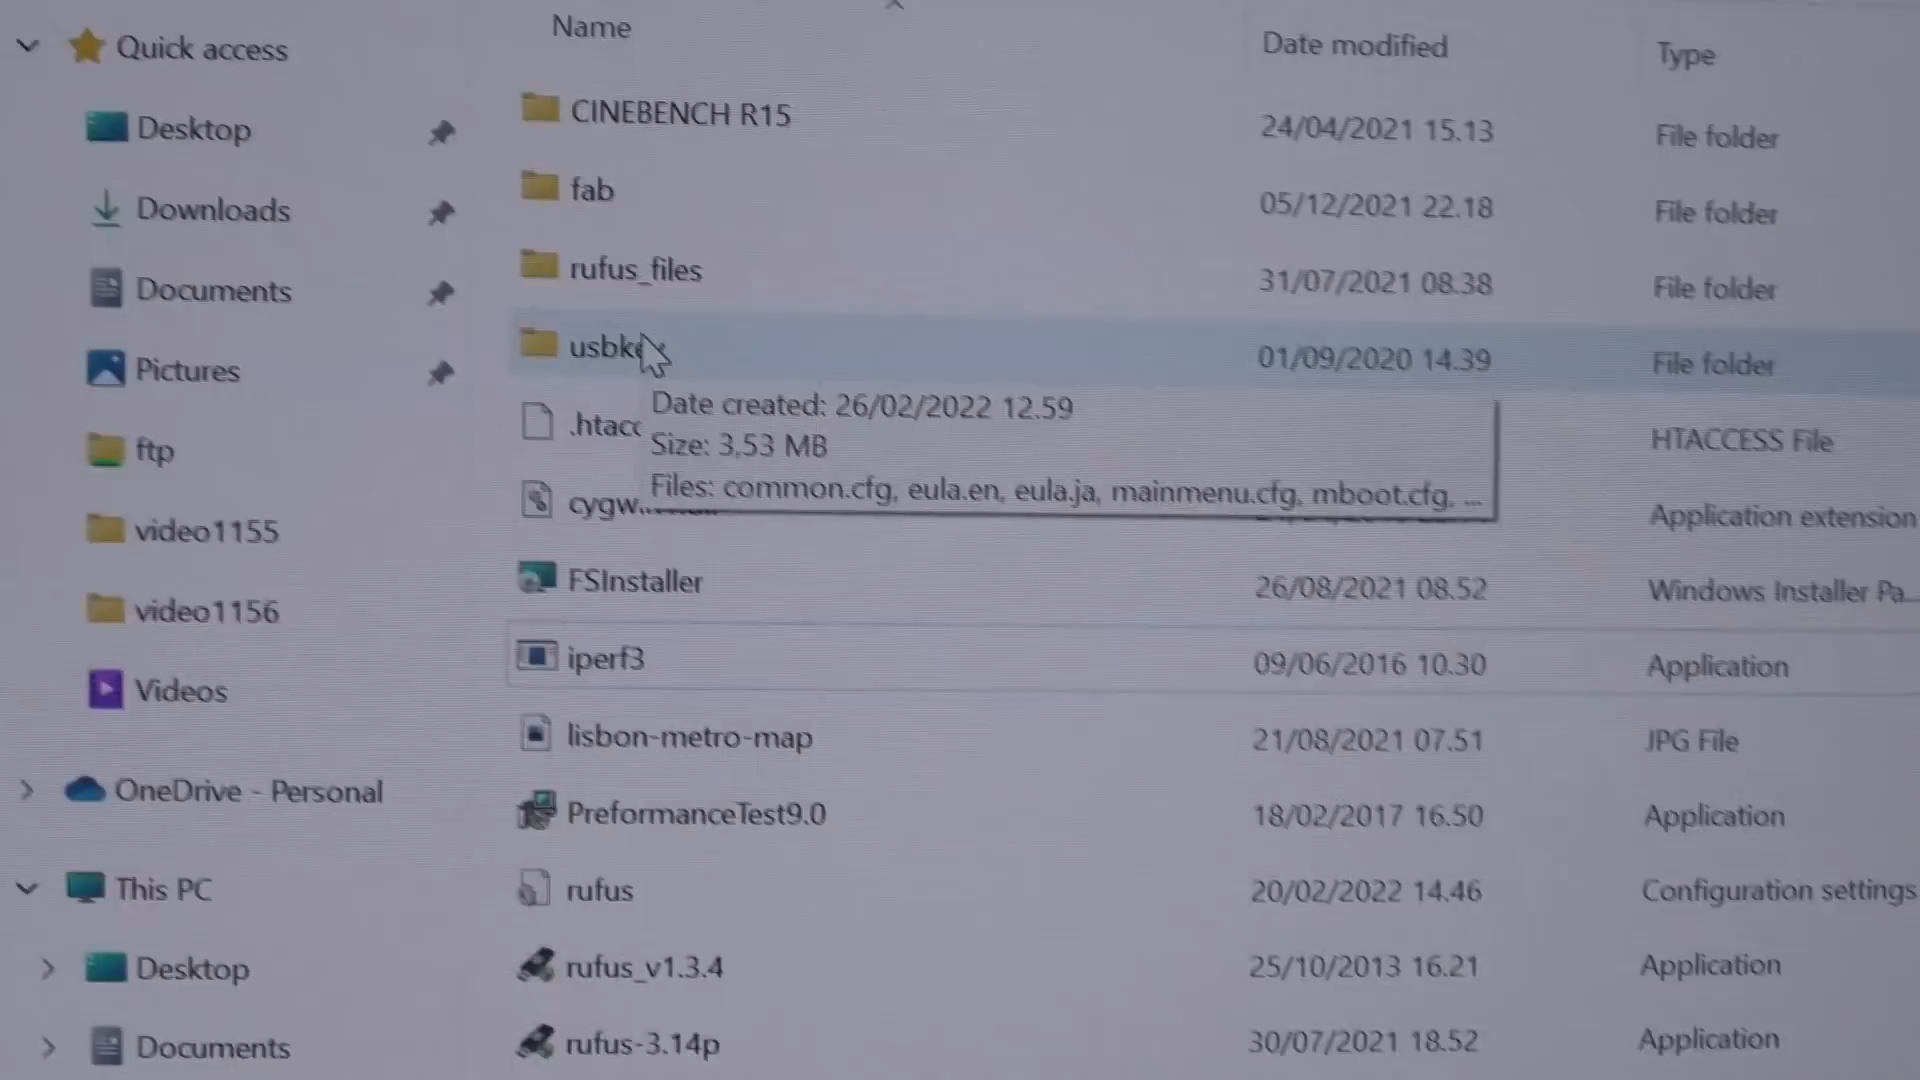 Quick access
Desktop
Downloads
Documents
Pictures
ftp
video1155
video1156
Videos
OneDrive - Personal
This PC
Desktop
Documents
Name Date modified Type
CINEBENCH R15 24/04/2021 15.13 File folder
fab 05/12/2021 22.18 File folder
rufus_files 31/07/2021 08.38 File folder
01/09/2020 14.39 File folder
Date created: 26/02/2022 12.59
Size: 3,53 MB
Files: common.cfg, eula.en, eula.ja, mainmenu.cfg, mboot.cfg, ...
.htacc HTACCESS File
cygw Application extension
FSInstaller 26/08/2021 08.52 Windows Installer Pa...
iperf3 09/06/2016 10.30 Application
lisbon-metro-map 21/08/2021 07.51 JPG File
PreformanceTest9.0 18/02/2017 16.50 Application
rufus 20/02/2022 14.46 Configuration settings
rufus_v1.3.4 25/10/2013 16.21 Application
rufus-3.14p 30/07/2021 18.52 Application